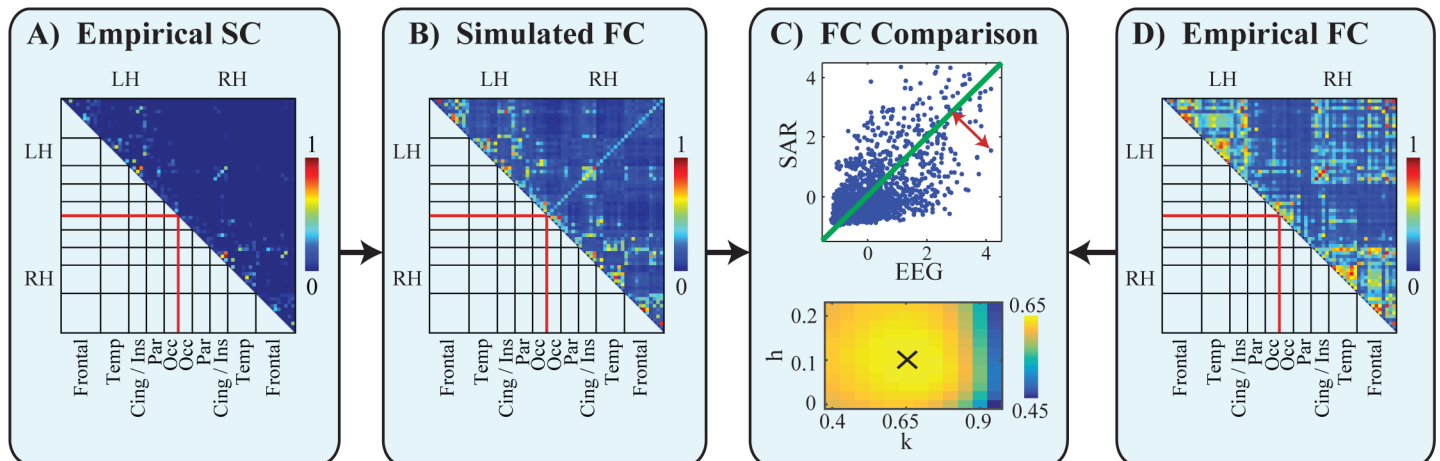 A) Empirical SC
LH RH
LH
RH
1
0
Frontal
Temp
Cing / Ins
Par
Occ
Occ
Par
Cing / Ins
Temp
Frontal
B) Simulated FC
LH RH
LH
RH
1
0
Frontal
Temp
Cing / Ins
Par
Occ
Occ
Par
Cing / Ins
Temp
Frontal
C) FC Comparison
4
2
0
SAR
0 2 4
EEG
0.2
0.1
0
h
0.4 0.65 0.9
k
0.65
0.45
D) Empirical FC
LH RH
LH
RH
1
0
Frontal
Temp
Cing / Ins
Par
Occ
Occ
Par
Cing / Ins
Temp
Frontal